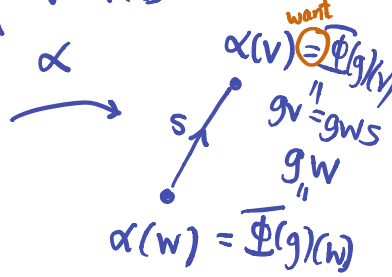 want
α(v) = Φ(g)(v)
α
"
gv = gws
s
gw
"
α(w) = Φ(g)(w)